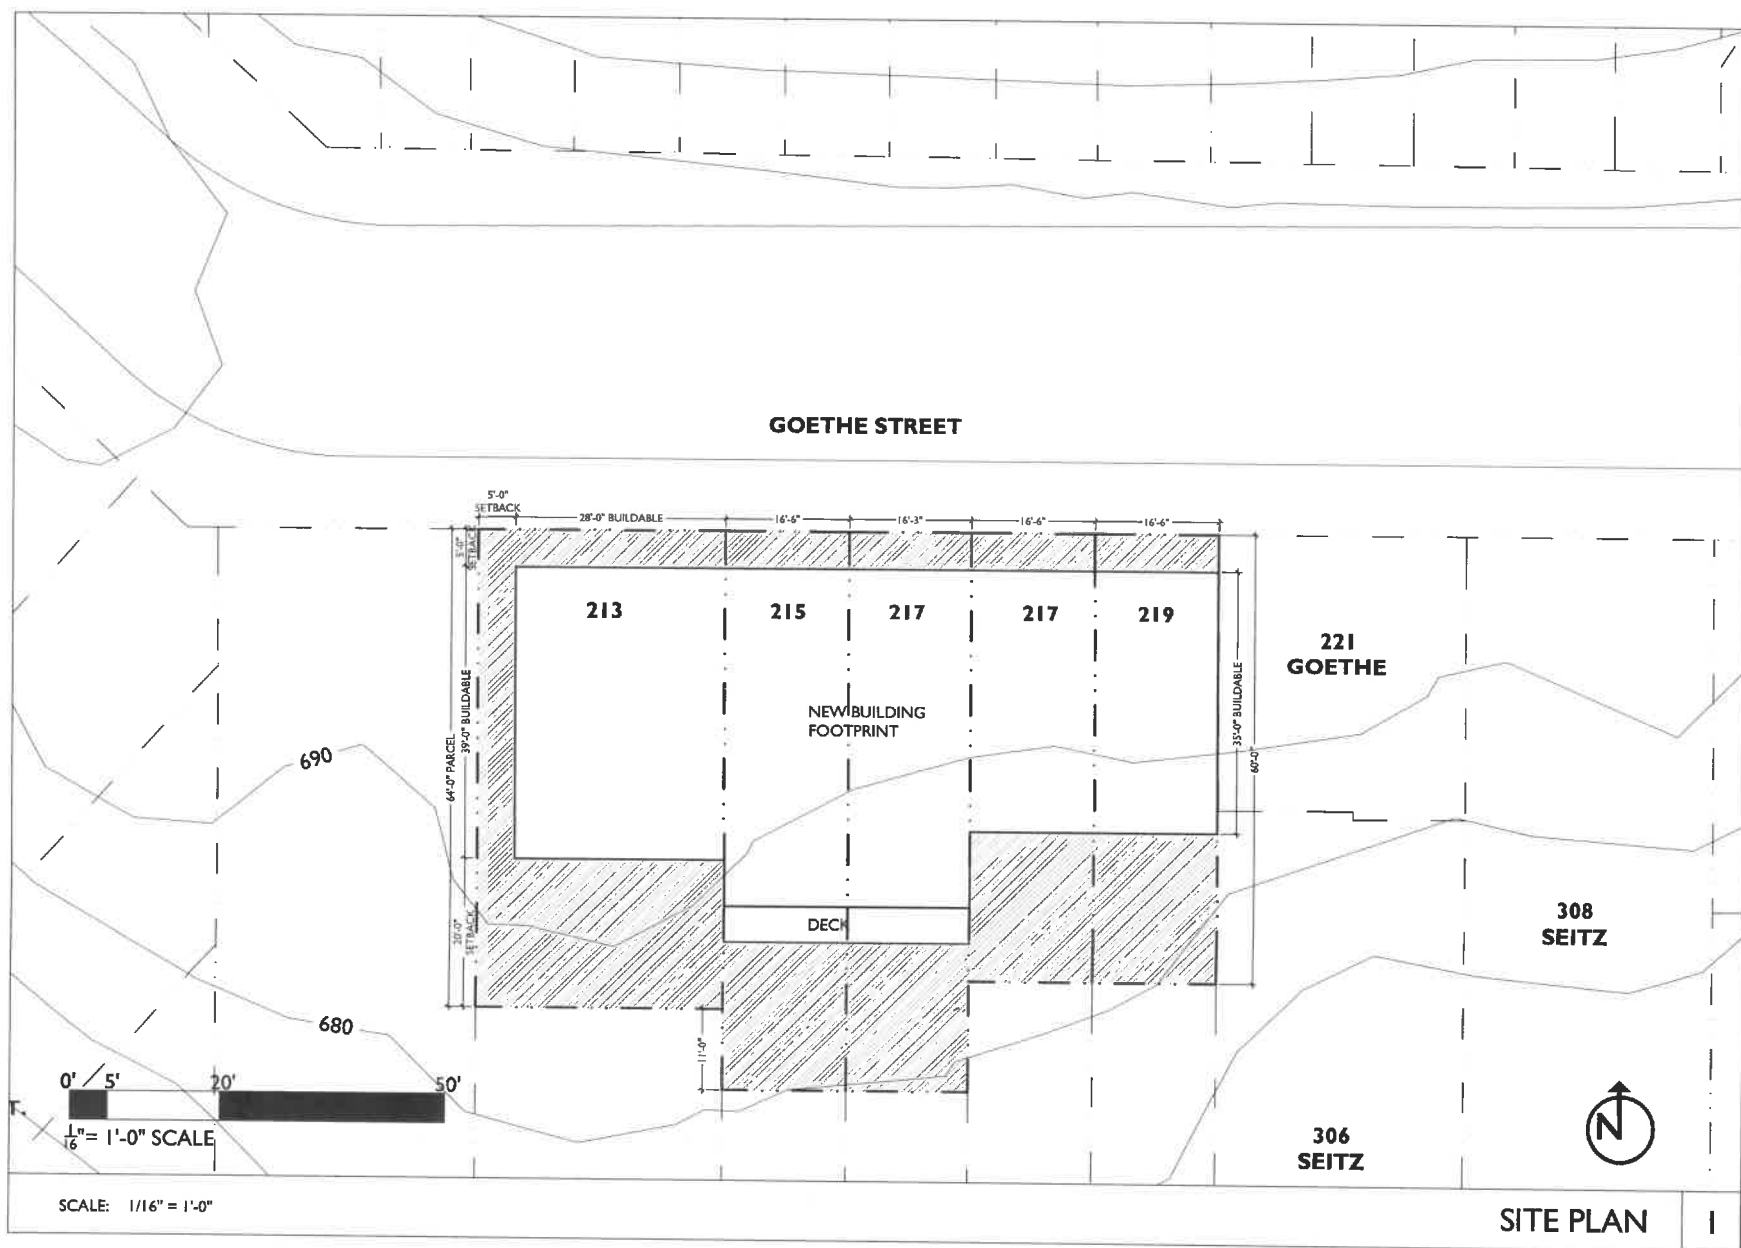 GOETHE STREET
5'-0"
SETBACK
28'-0" BUILDABLE
16'-6"
16'-3"
16'-6"
16'-6"
5'-0"
SETBACK
213
215
217
217
219
221
GOETHE
64'-0" PARCEL
39'-0" BUILDABLE
35'-0" BUILDABLE
60'-0"
NEW BUILDING
FOOTPRINT
690
DECK
20'-0"
SETBACK
308
SEITZ
680
11'-0"
0' 5' 20' 50'
1/16"= 1'-0" SCALE
306
SEITZ
N
SCALE: 1/16" = 1'-0"
SITE PLAN
1